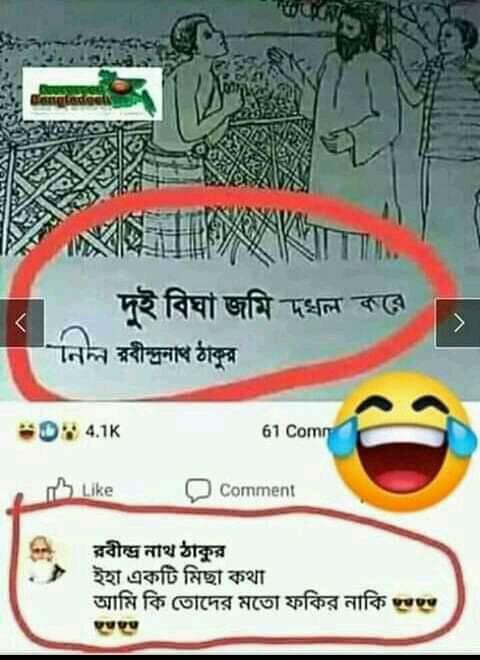 Bangladesh
দুই বিঘা জমি দখল করে
নিল রবীন্দ্রনাথ ঠাকুর
4.1K
61 Comm
Like
Comment
রবীন্দ্র নাথ ঠাকুর
ইহা একটি মিছা কথা
আমি কি তোদের মতো ফকির নাকি